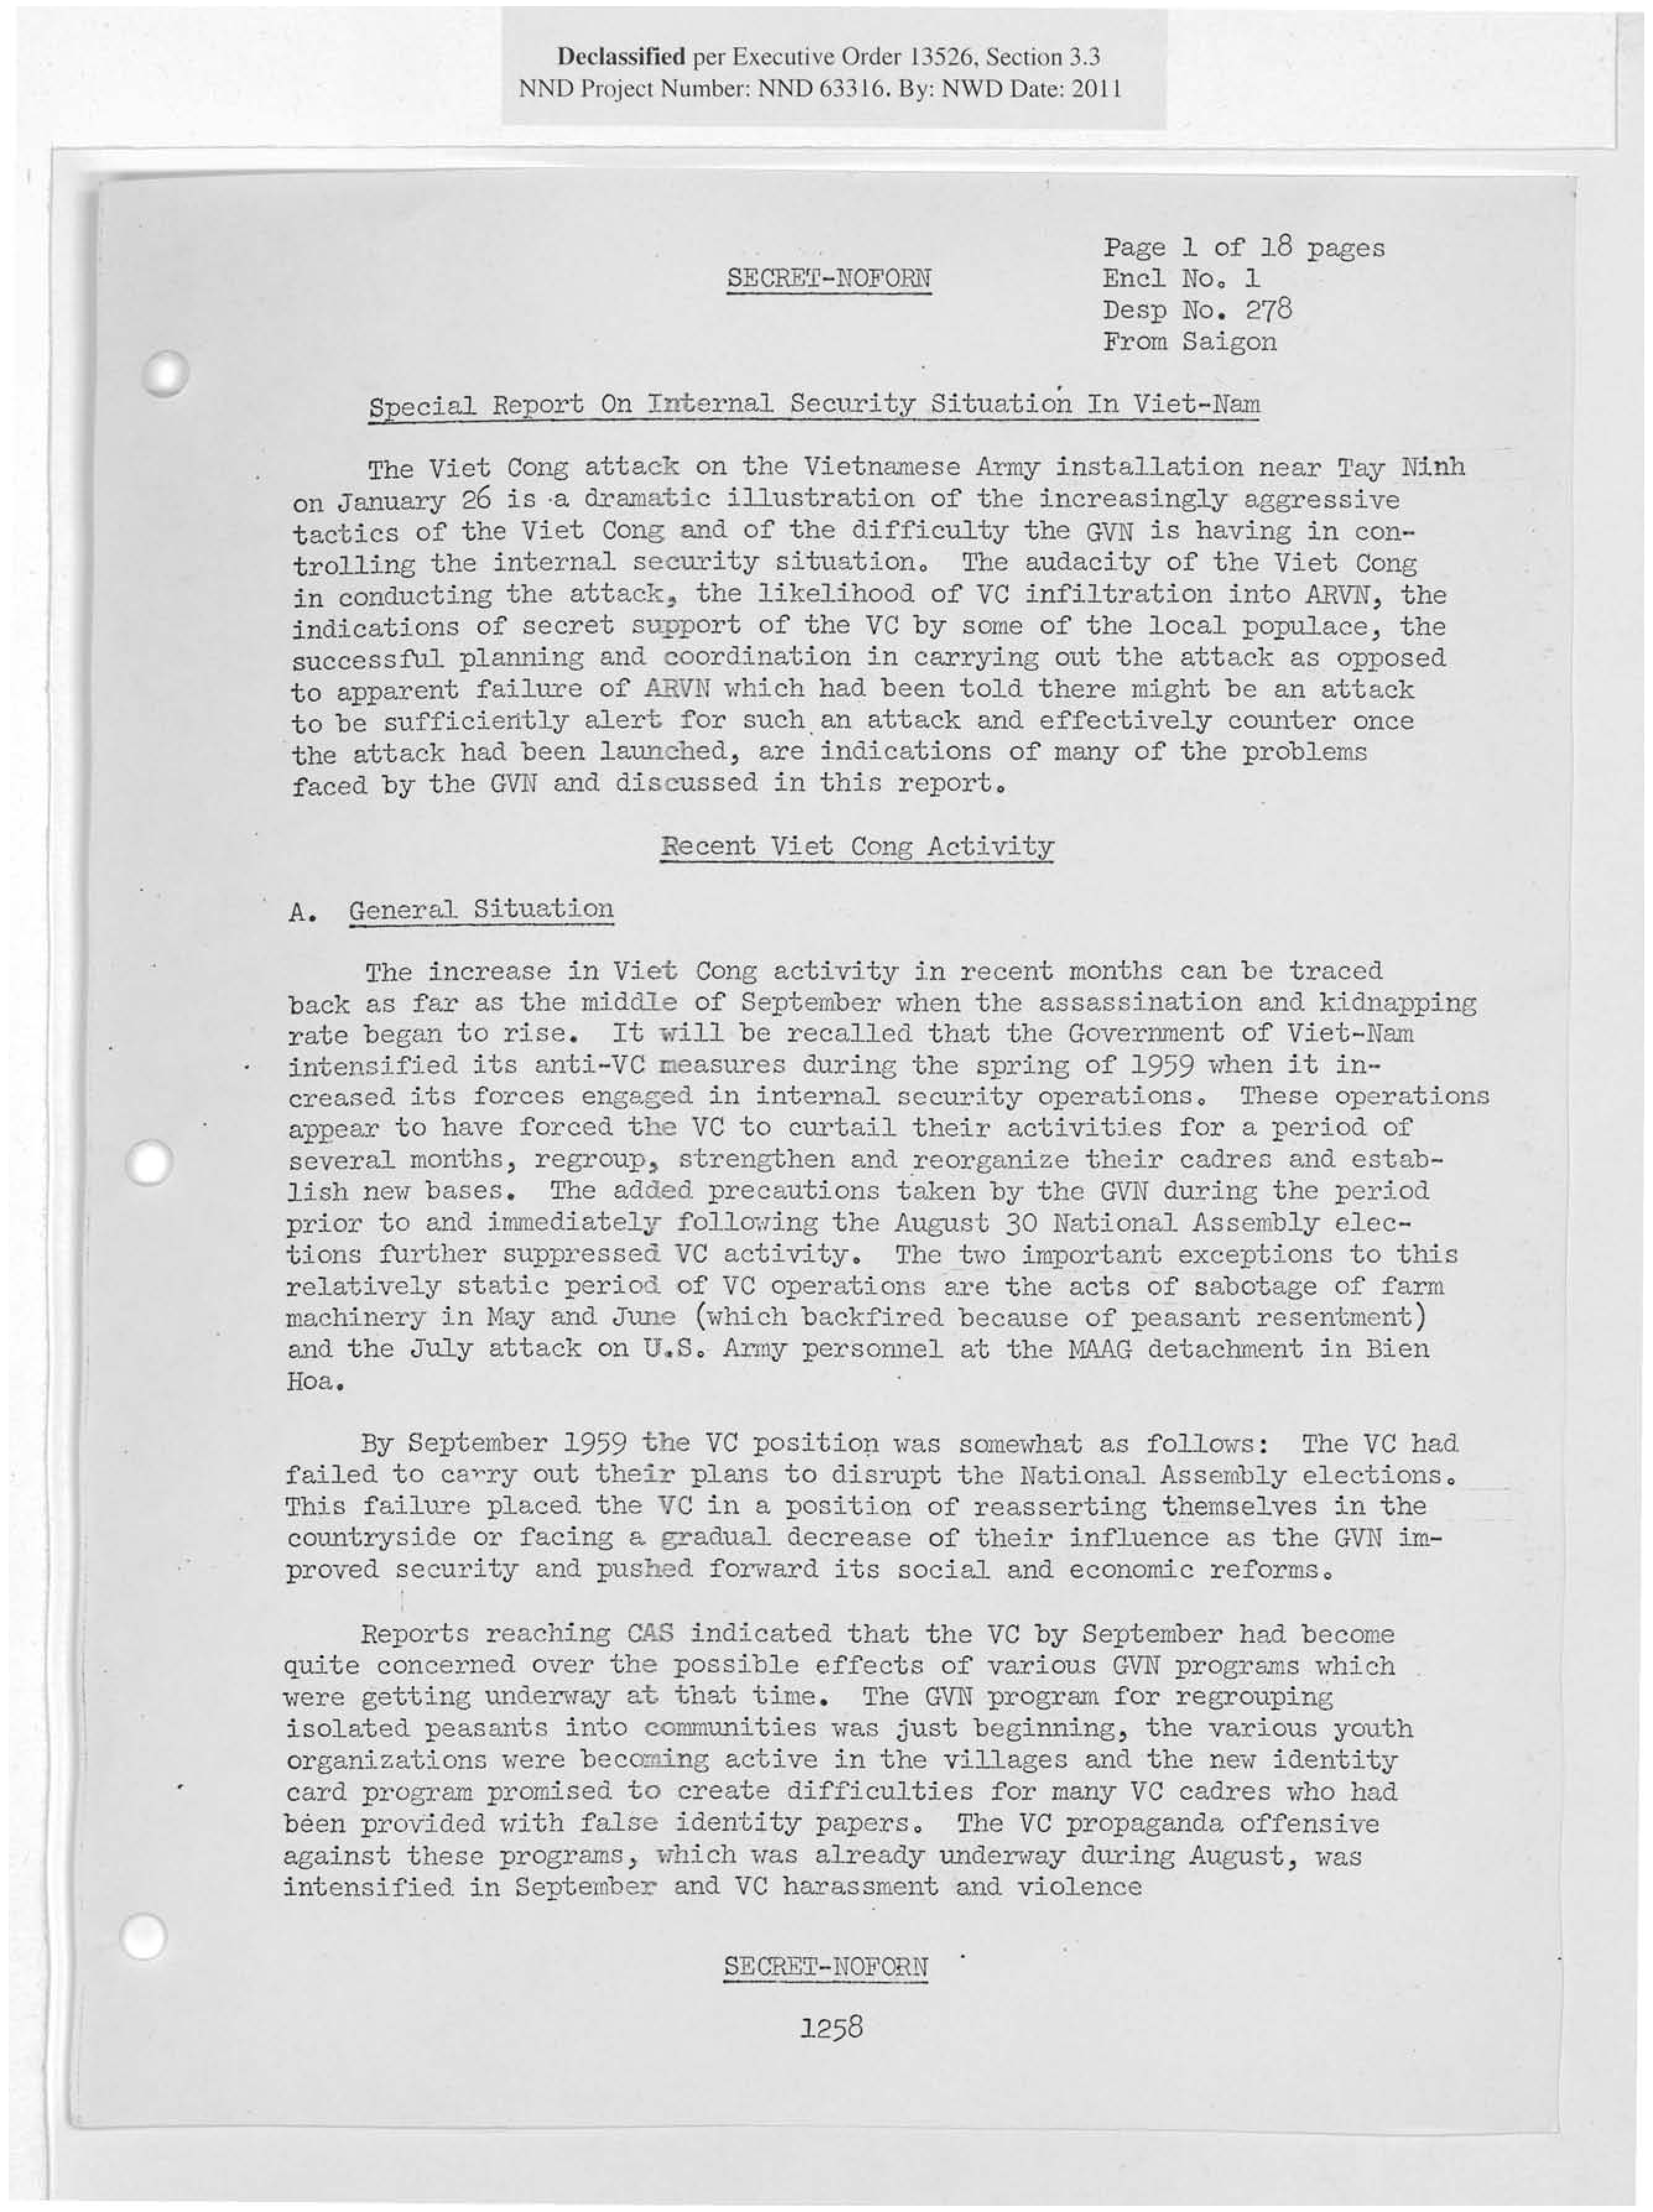 Declassified per Executive Order 13526, Section 3.3
NND Project Number: NND 63316. By: NWD Date: 2011
Page 1 of 18 pages
SECRET-NOFORN
Encl No. 1
Desp No. 278
From Saigon
Special Report On Internal Security Situation In Viet-Nam
The Viet Cong attack on the Vietnamese Army installation near Tay Ninh
on January 26 is a dramatic illustration of the increasingly aggressive
tactics of the Viet Cong and of the difficulty the GVN is having in con-
trolling the internal security situation. The audacity of the Viet Cong
in conducting the attack, the likelihood of VC infiltration into ARVN, the
indications of secret support of the VC by some of the local populace, the
successful planning and coordination in carrying out the attack as opposed
to apparent failure of ARVN which had been told there might be an attack
to be sufficiently alert for such an attack and effectively counter once
the attack had been launched, are indications of many of the problems
faced by the GVN and discussed in this report.
Recent Viet Cong Activity
A. General Situation
The increase in Viet Cong activity in recent months can be traced
back as far as the middle of September when the assassination and kidnapping
rate began to rise. It will be recalled that the Government of Viet-Nam
intensified its anti-VC measures during the spring of 1959 when it in-
creased its forces engaged in internal security operations. These operations
appear to have forced the VC to curtail their activities for a period of
several months, regroup, strengthen and reorganize their cadres and estab-
lish new bases. The added precautions taken by the GVN during the period
prior to and immediately following the August 30 National Assembly elec-
tions further suppressed VC activity. The two important exceptions to this
relatively static period of VC operations are the acts of sabotage of farm
machinery in May and June (which backfired because of peasant resentment)
and the July attack on U.S. Army personnel at the MAAG detachment in Bien
Hoa.
By September 1959 the VC position was somewhat as follows: The VC had
failed to carry out their plans to disrupt the National Assembly elections.
This failure placed the VC in a position of reasserting themselves in the
countryside or facing a gradual decrease of their influence as the GVN im-
proved security and pushed forward its social and economic reforms.
Reports reaching CAS indicated that the VC by September had become
quite concerned over the possible effects of various GVN programs which
were getting underway at that time. The GVN program for regrouping
isolated peasants into communities was just beginning, the various youth
organizations were becoming active in the villages and the new identity
card program promised to create difficulties for many VC cadres who had
been provided with false identity papers. The VC propaganda offensive
against these programs, which was already underway during August, was
intensified in September and VC harassment and violence
SECRET-NOFORN
1258